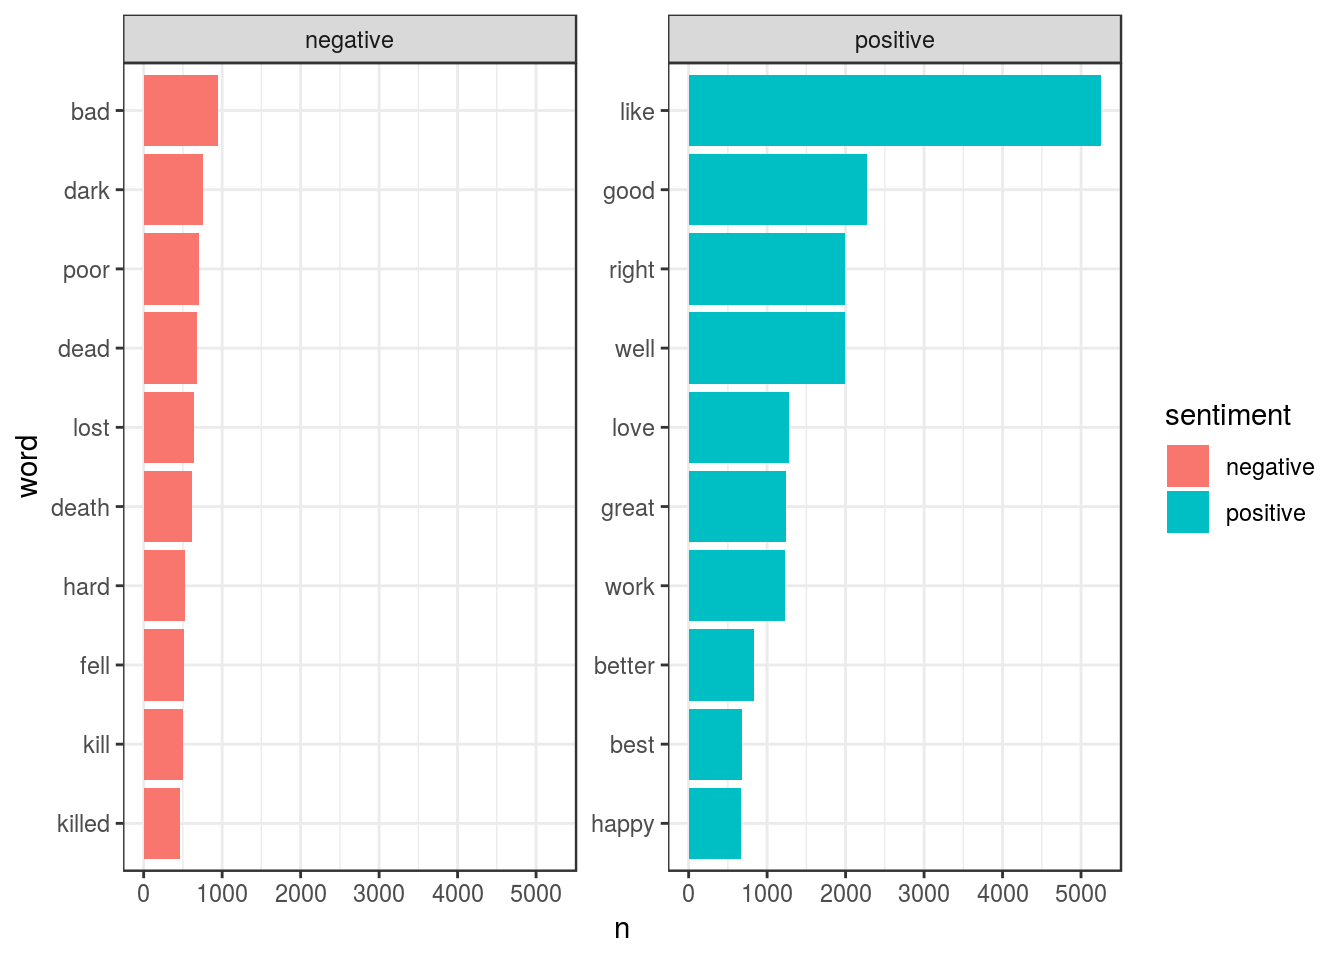 negative
positive
word
bad
dark
poor
dead
lost
death
hard
fell
kill
killed
0 1000 2000 3000 4000 5000
like
good
right
well
love
great
work
better
best
happy
0 1000 2000 3000 4000 5000
n
sentiment
negative
positive